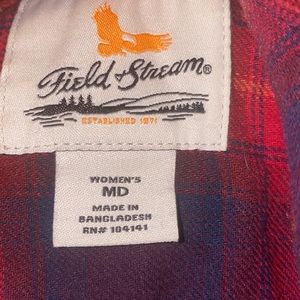 Field & Stream®
ESTABLISHED 1871
WOMEN'S
MD
MADE IN
BANGLADESH
RN# 104141